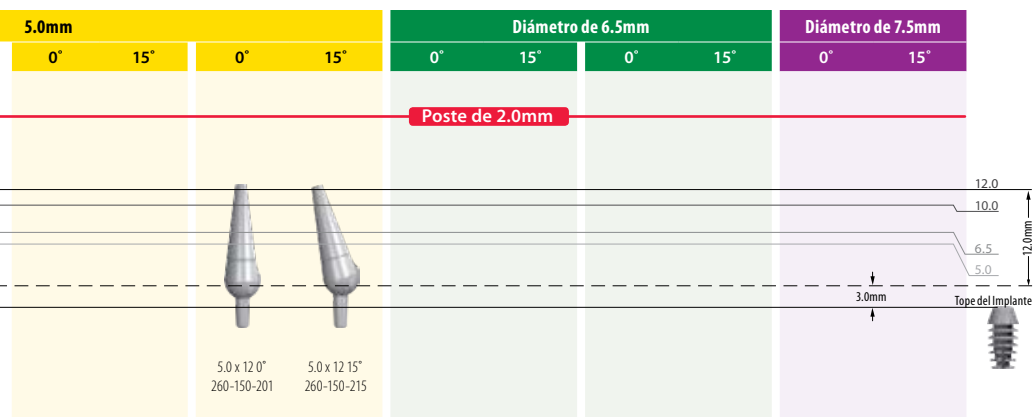 5.0mm
Diámetro de 6.5mm
Diámetro de 7.5mm
0˚ 15˚ 0˚ 15˚ 0˚ 15˚ 0˚ 15˚ 0˚ 15˚
Poste de 2.0mm
12.0
10.0
6.5
5.0
12.0mm
3.0mm
Tope del Implante
5.0 x 12 0˚
260-150-201
5.0 x 12 15˚
260-150-215